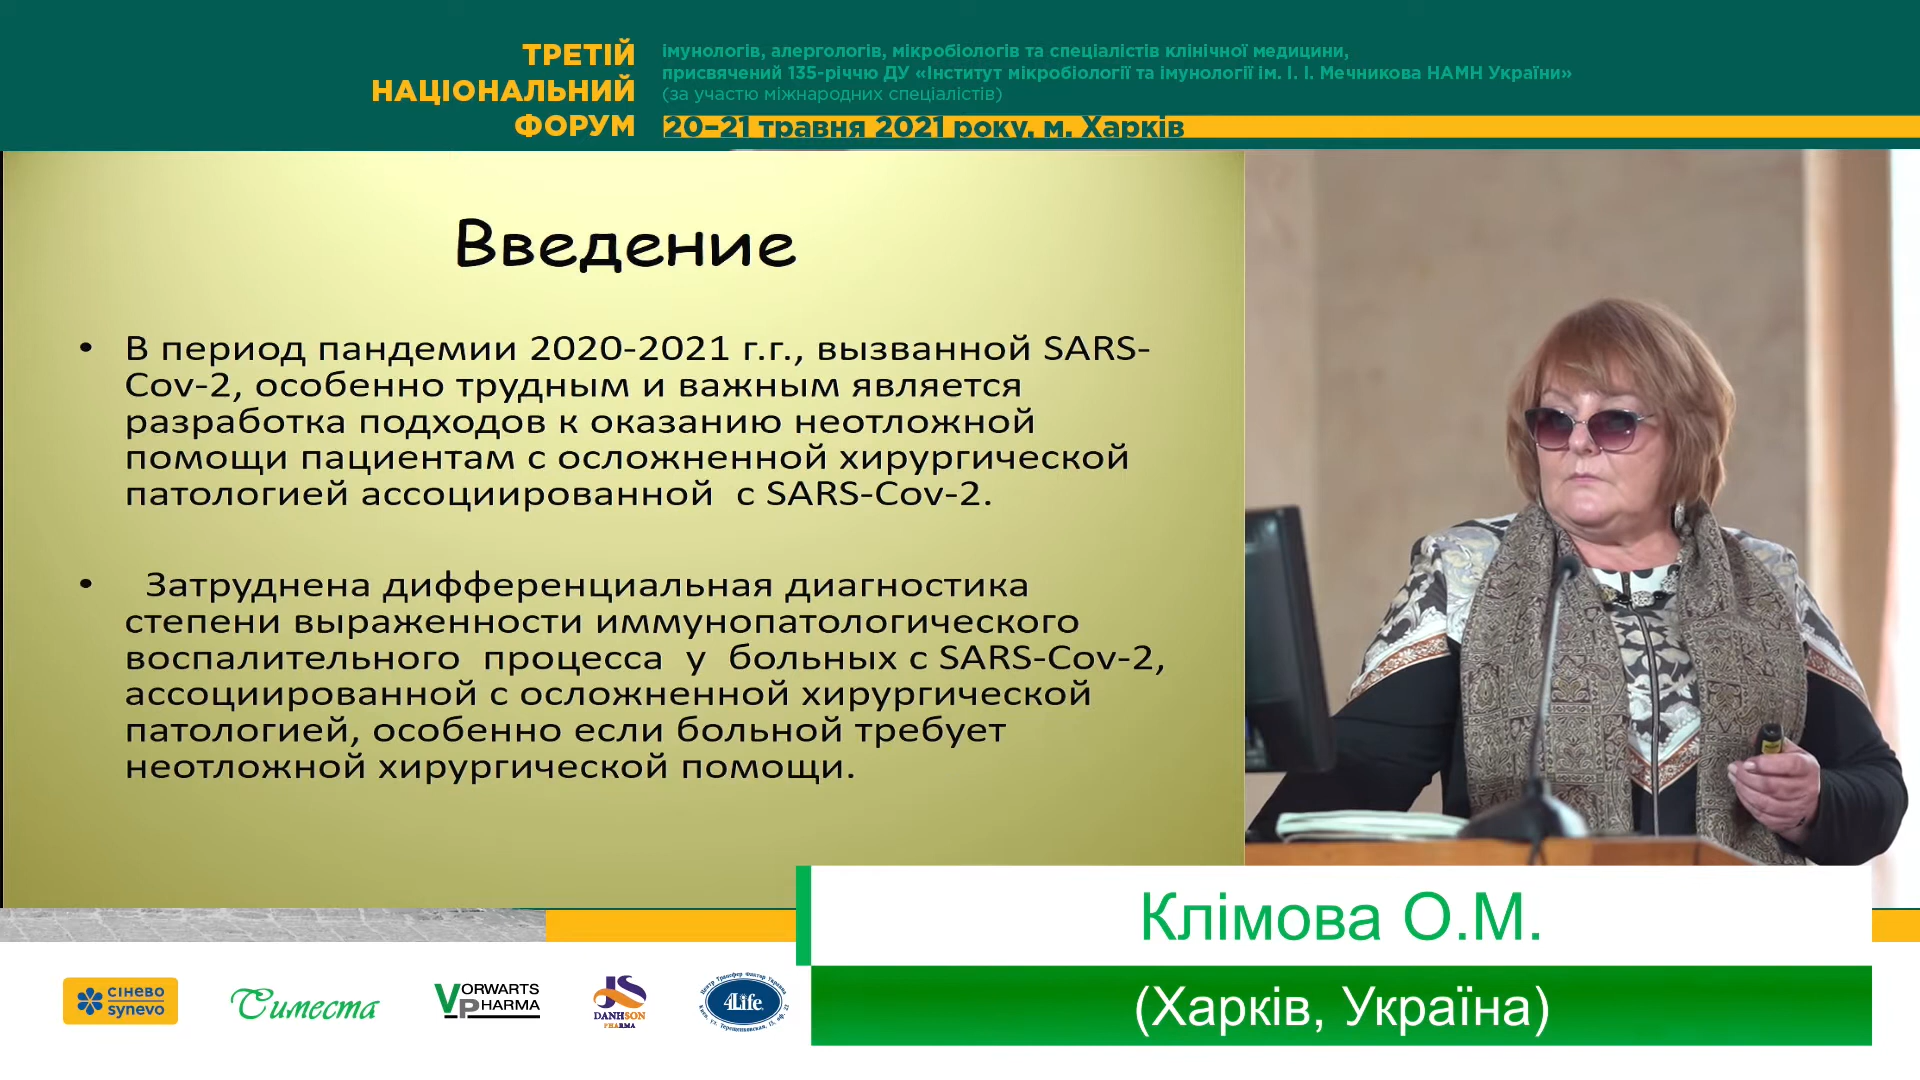 ТРЕТІЙ
НАЦІОНАЛЬНИЙ
ФОРУМ
імунологів, алергологів, мікробіологів та спеціалістів клінічної медицини,
присвячений 135-річчю ДУ «Інститут мікробіології та імунології ім. І. І. Мечникова НАМН України»
(за участю міжнародних спеціалістів)
20–21 травня 2021 року, м. Харків
Введение
• В период пандемии 2020-2021 г.г., вызванной SARS-
Cov-2, особенно трудным и важным является
разработка подходов к оказанию неотложной
помощи пациентам с осложненной хирургической
патологией ассоциированной с SARS-Cov-2.
• Затруднена дифференциальная диагностика
степени выраженности иммунопатологического
воспалительного процесса у больных с SARS-Cov-2,
ассоциированной с осложненной хирургической
патологией, особенно если больной требует
неотложной хирургической помощи.
Клімова О.М.
(Харків, Україна)
сінево
synevo
Симеста
VORWARTS
PHARMA
DANHSON
PHARMA
4Life